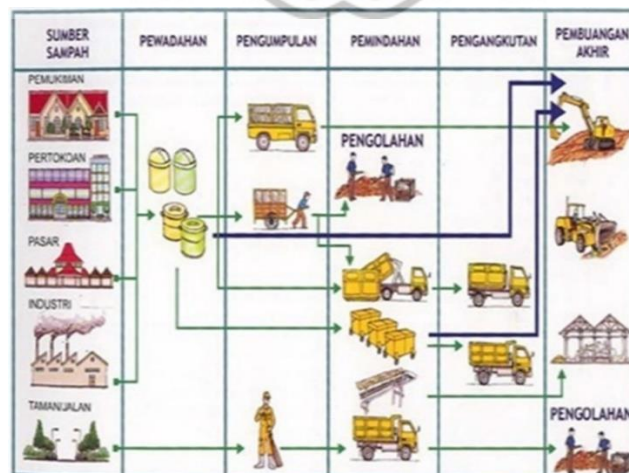 SUMBER SAMPAH
PEWADAHAN
PENGUMPULAN
PEMINDAHAN
PENGANGKUTAN
PEMBUANGAN AKHIR
PEMUKIMAN
PERTOKOAN
PASAR
INDUSTRI
TAMAN/JALAN
PENGOLAHAN
PENGOLAHAN